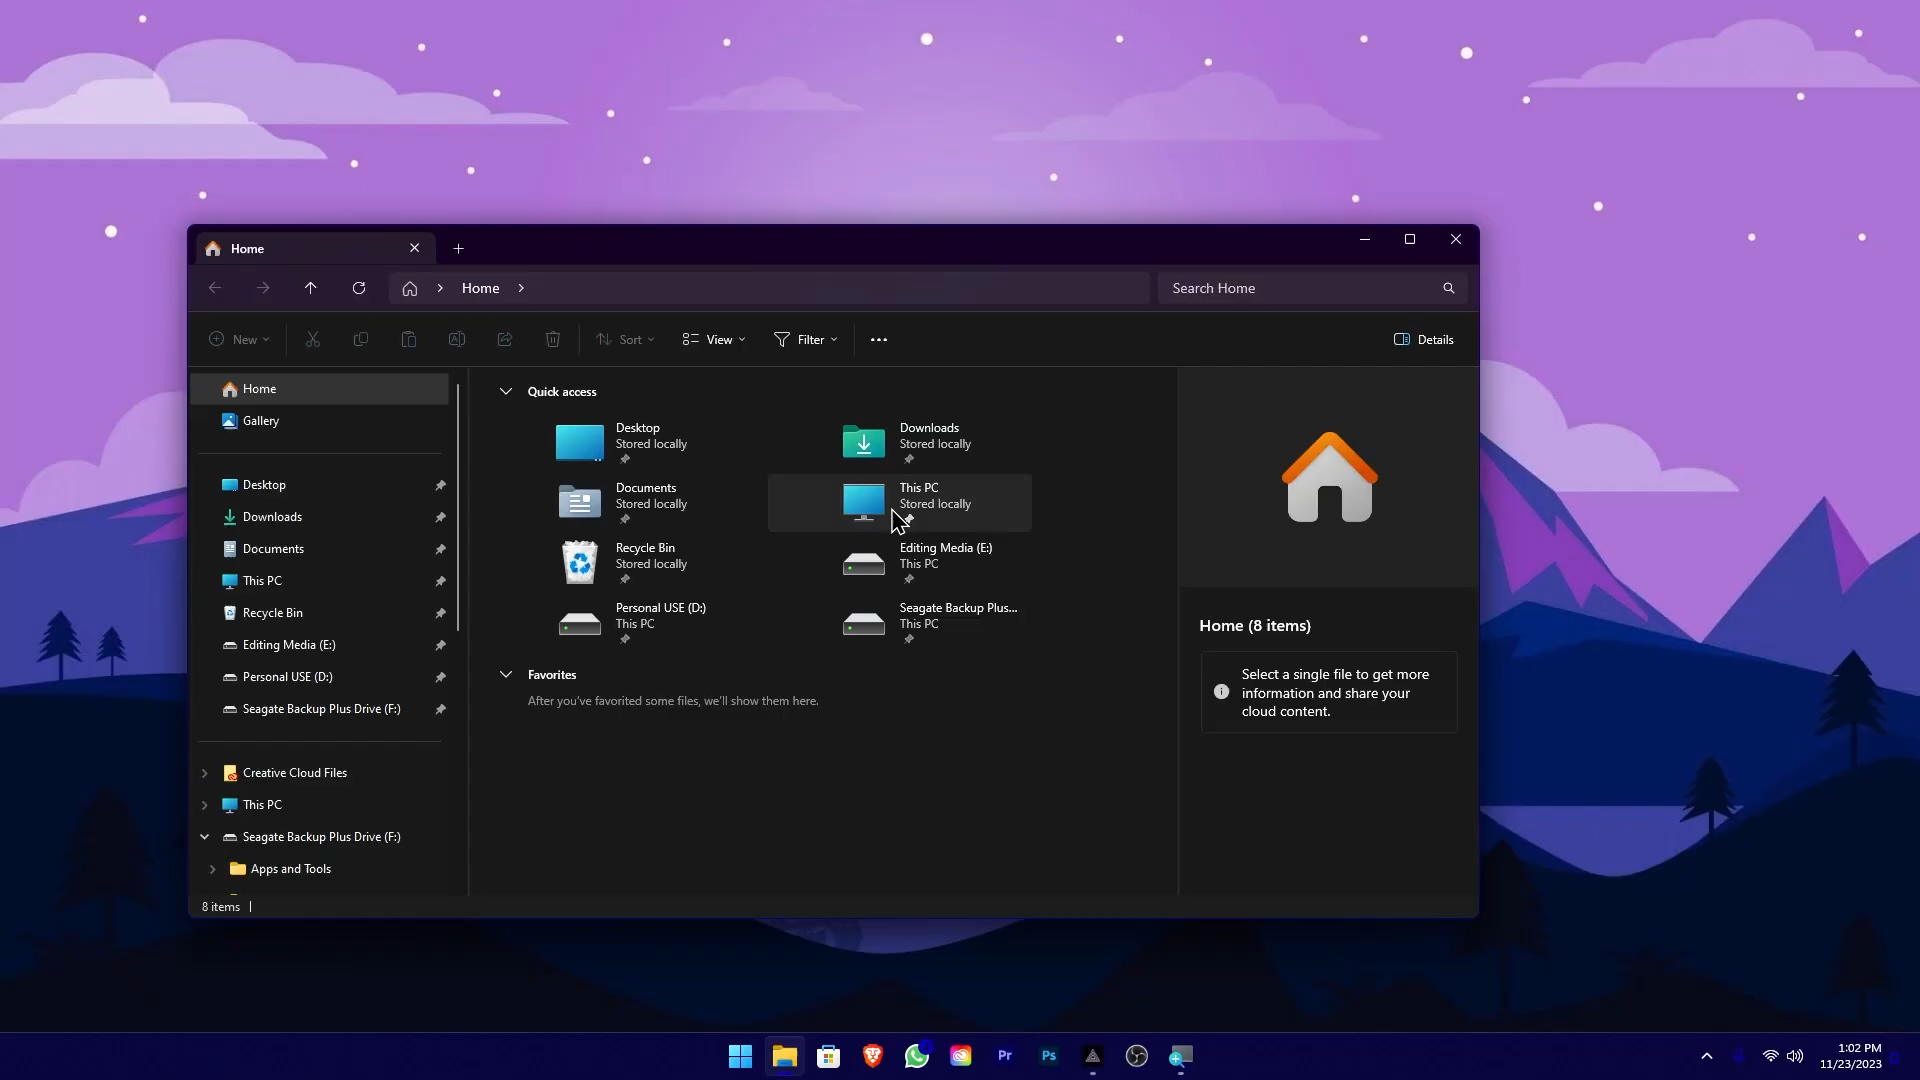 Home
Home
Search Home
New
Sort
View
Filter
Details
Home
Gallery
Desktop
Downloads
Documents
This PC
Recycle Bin
Editing Media (E:)
Personal USE (D:)
Seagate Backup Plus Drive (F:)
Creative Cloud Files
This PC
Seagate Backup Plus Drive (F:)
Apps and Tools
8 items
Quick access
Desktop
Stored locally
Downloads
Stored locally
Documents
Stored locally
This PC
Stored locally
Recycle Bin
Stored locally
Editing Media (E:)
This PC
Personal USE (D:)
This PC
Seagate Backup Plus...
This PC
Favorites
After you've favorited some files, we'll show them here.
Home (8 items)
Select a single file to get more
information and share your
cloud content.
Pr
Ps
1:02 PM
11/23/2023